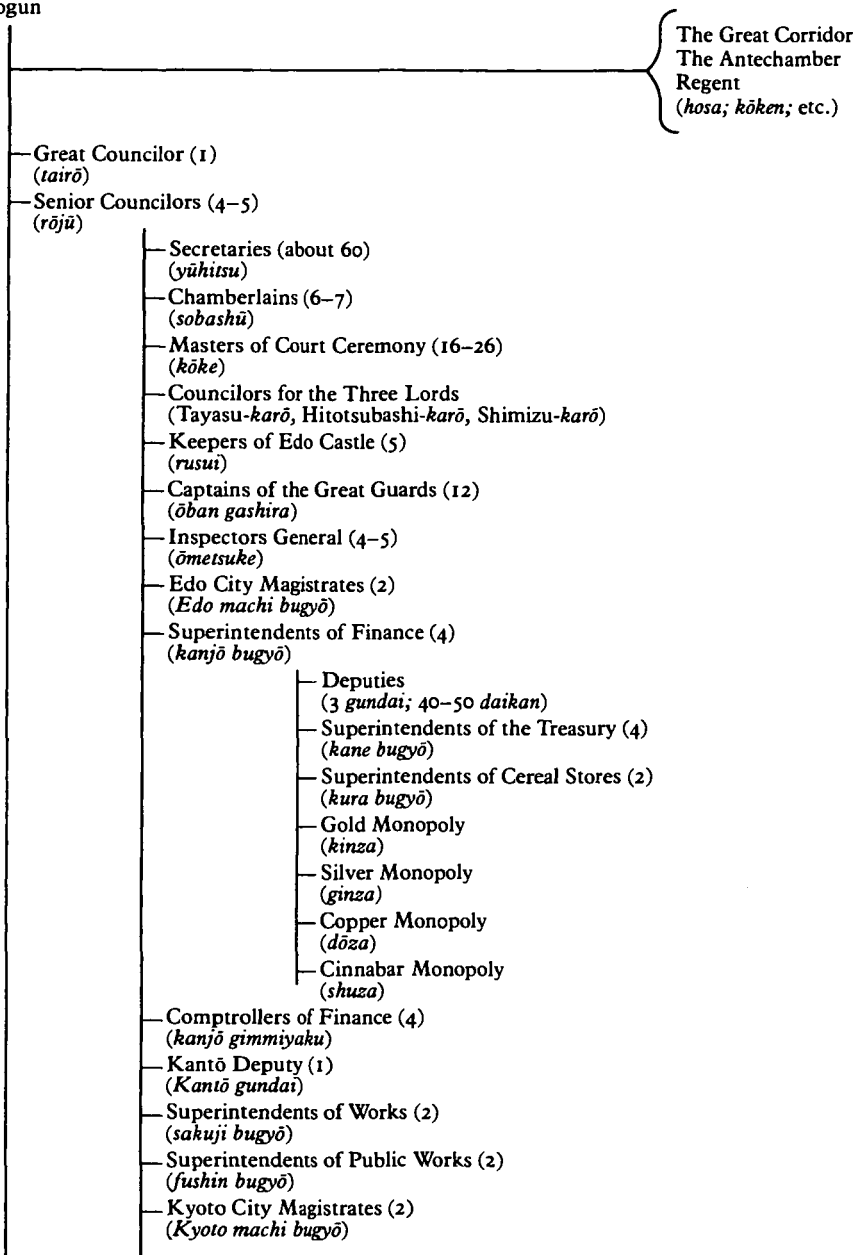 ogun
The Great Corridor
The Antechamber
Regent
(hosa; kōken; etc.)
Great Councilor (1)
(tairō)
Senior Councilors (4–5)
(rōjū)
Secretaries (about 60)
(yūhitsu)
Chamberlains (6–7)
(sobashū)
Masters of Court Ceremony (16–26)
(kōke)
Councilors for the Three Lords
(Tayasu-karō, Hitotsubashi-karō, Shimizu-karō)
Keepers of Edo Castle (5)
(rusui)
Captains of the Great Guards (12)
(ōban gashira)
Inspectors General (4–5)
(ōmetsuke)
Edo City Magistrates (2)
(Edo machi bugyō)
Superintendents of Finance (4)
(kanjō bugyō)
Deputies
(3 gundai; 40–50 daikan)
Superintendents of the Treasury (4)
(kane bugyō)
Superintendents of Cereal Stores (2)
(kura bugyō)
Gold Monopoly
(kinza)
Silver Monopoly
(ginza)
Copper Monopoly
(dōza)
Cinnabar Monopoly
(shuza)
Comptrollers of Finance (4)
(kanjō gimmiyaku)
Kantō Deputy (1)
(Kantō gundai)
Superintendents of Works (2)
(sakuji bugyō)
Superintendents of Public Works (2)
(fushin bugyō)
Kyoto City Magistrates (2)
(Kyoto machi bugyō)